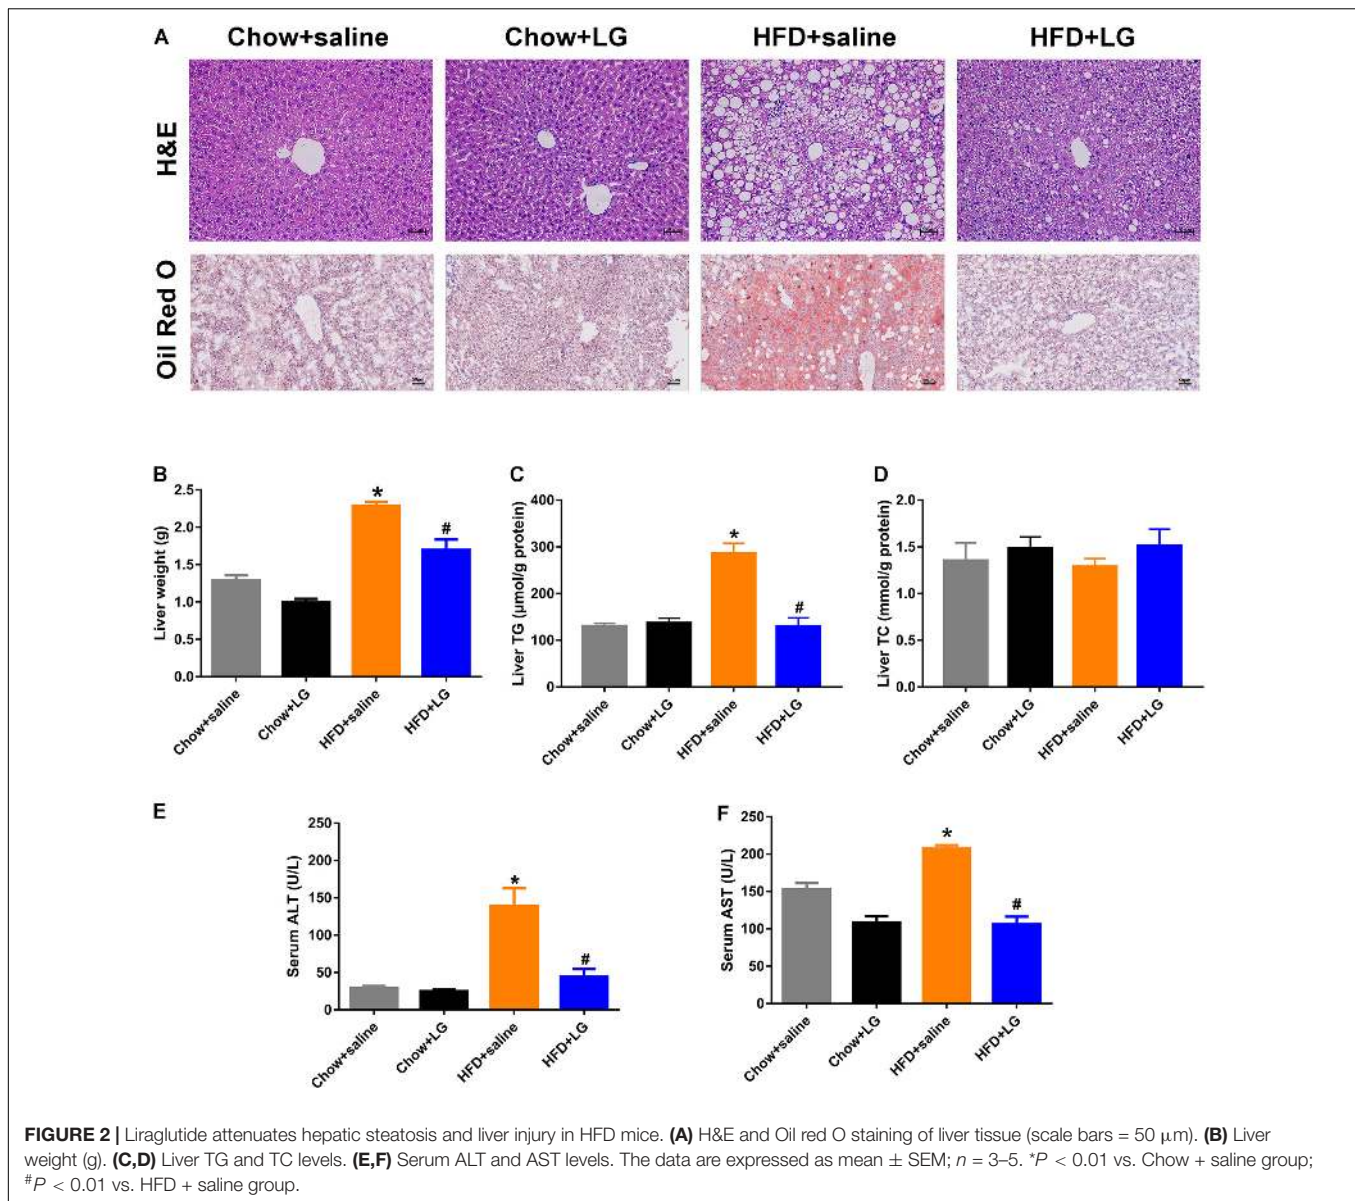 A
Chow+saline
Chow+LG
HFD+saline
HFD+LG
H&E
Oil Red O
B
Liver weight (g)
2.5
2.0
1.5
1.0
0.5
0.0
*
#
Chow+saline
Chow+LG
HFD+saline
HFD+LG
C
Liver TG (µmol/g protein)
400
300
200
100
0
*
#
Chow+saline
Chow+LG
HFD+saline
HFD+LG
D
Liver TC (mmol/g protein)
2.0
1.5
1.0
0.5
0.0
Chow+saline
Chow+LG
HFD+saline
HFD+LG
E
Serum ALT (U/L)
250
200
150
100
50
0
*
#
Chow+saline
Chow+LG
HFD+saline
HFD+LG
F
Serum AST (U/L)
250
200
150
100
50
0
*
#
Chow+saline
Chow+LG
HFD+saline
HFD+LG
FIGURE 2 | Liraglutide attenuates hepatic steatosis and liver injury in HFD mice. (A) H&E and Oil red O staining of liver tissue (scale bars = 50 µm). (B) Liver
weight (g). (C,D) Liver TG and TC levels. (E,F) Serum ALT and AST levels. The data are expressed as mean ± SEM; n = 3–5. *P < 0.01 vs. Chow + saline group;
#P < 0.01 vs. HFD + saline group.